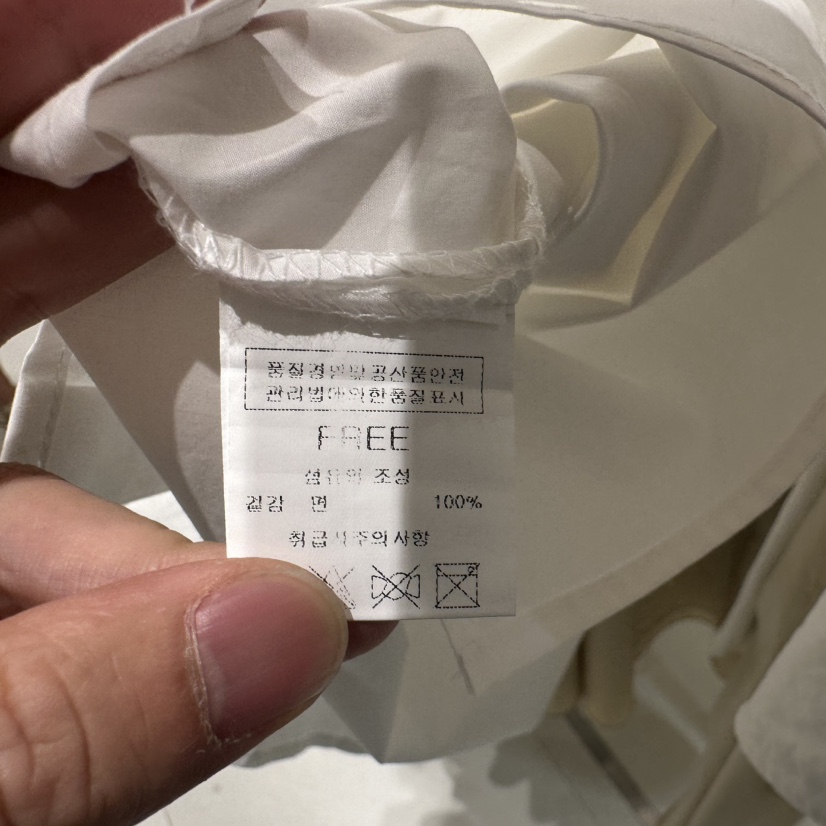 품질경영및공산품안전
관리법에의한품질표시
FREE
섬유의 조성
겉감 면 100%
취급시주의사항